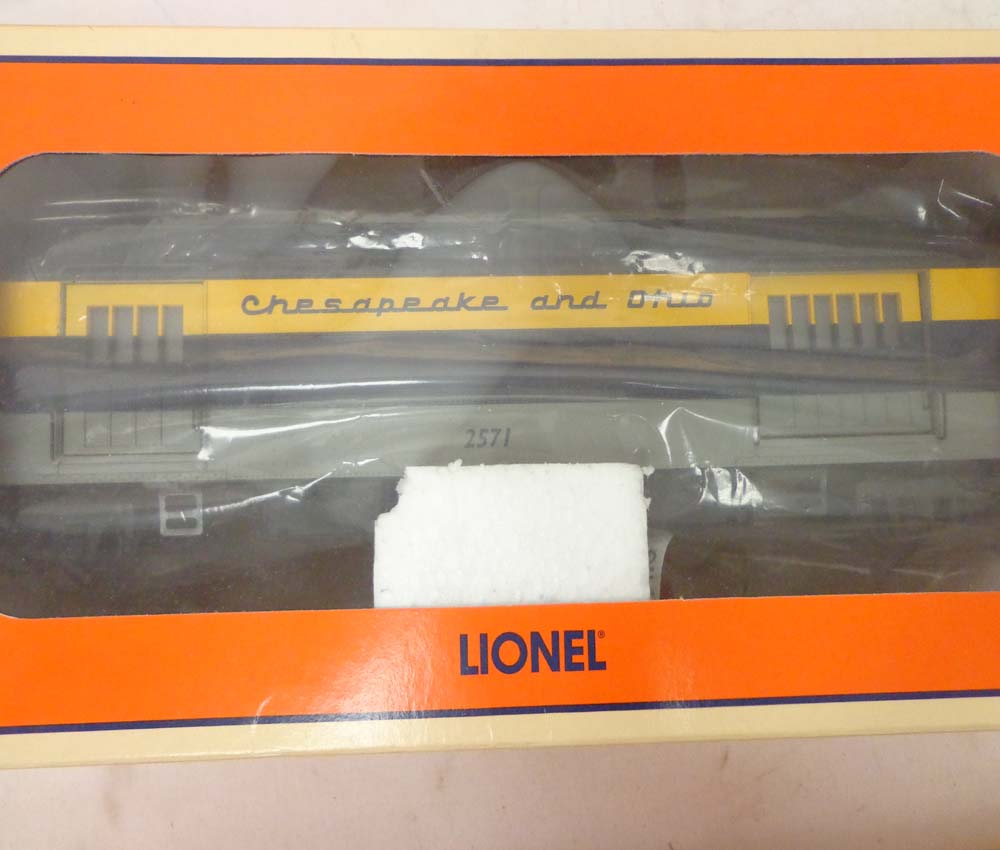 Chesapeake and Ohio
2571
LIONEL®